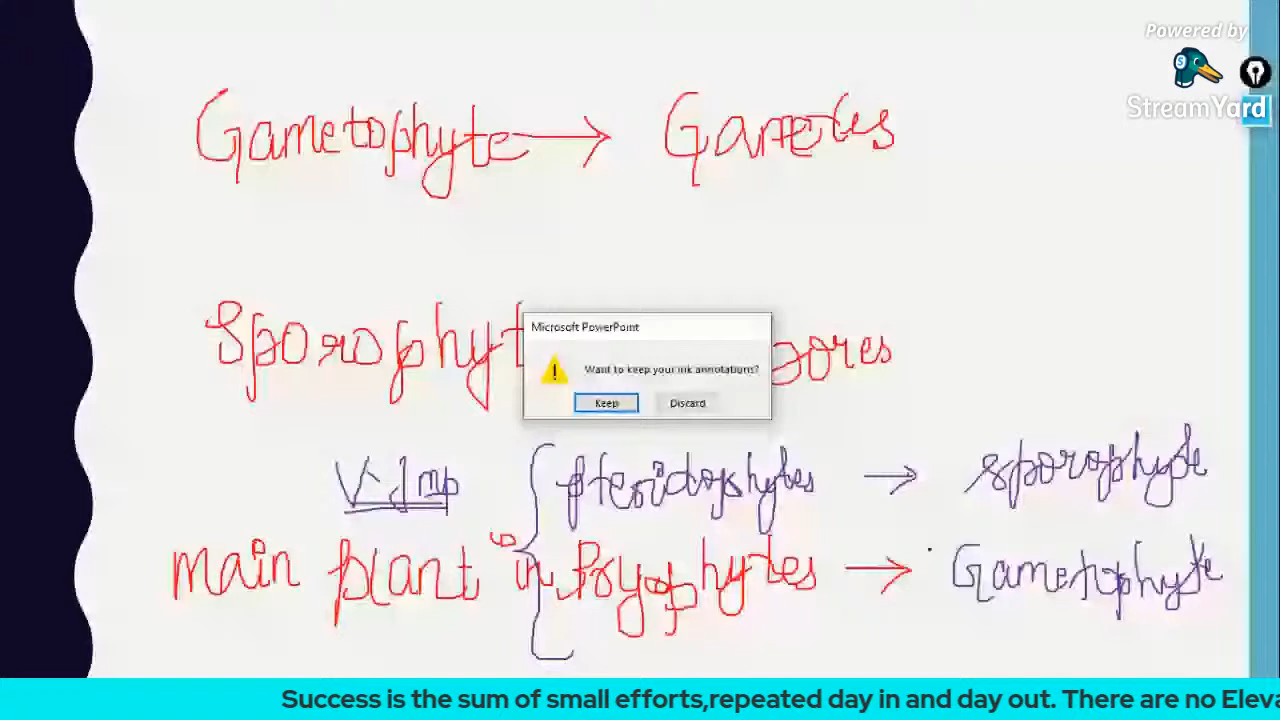 Powered by
StreamYard
Gametophyte → Gametes
Sporophyt ores
Microsoft PowerPoint
Want to keep your ink annotations?
Keep Discard
V. Imp { pteridophytes → sporophyte
main plant in Bryophytes → Gametophyte
Success is the sum of small efforts,repeated day in and day out. There are no Eleva